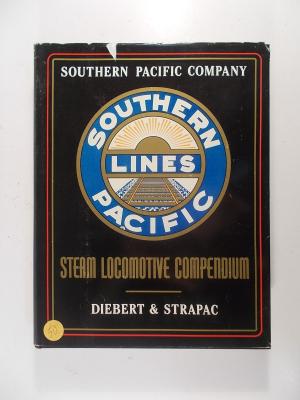 SOUTHERN PACIFIC COMPANY
SOUTHERN
LINES
PACIFIC
STEAM LOCOMOTIVE COMPENDIUM
DIEBERT & STRAPAC